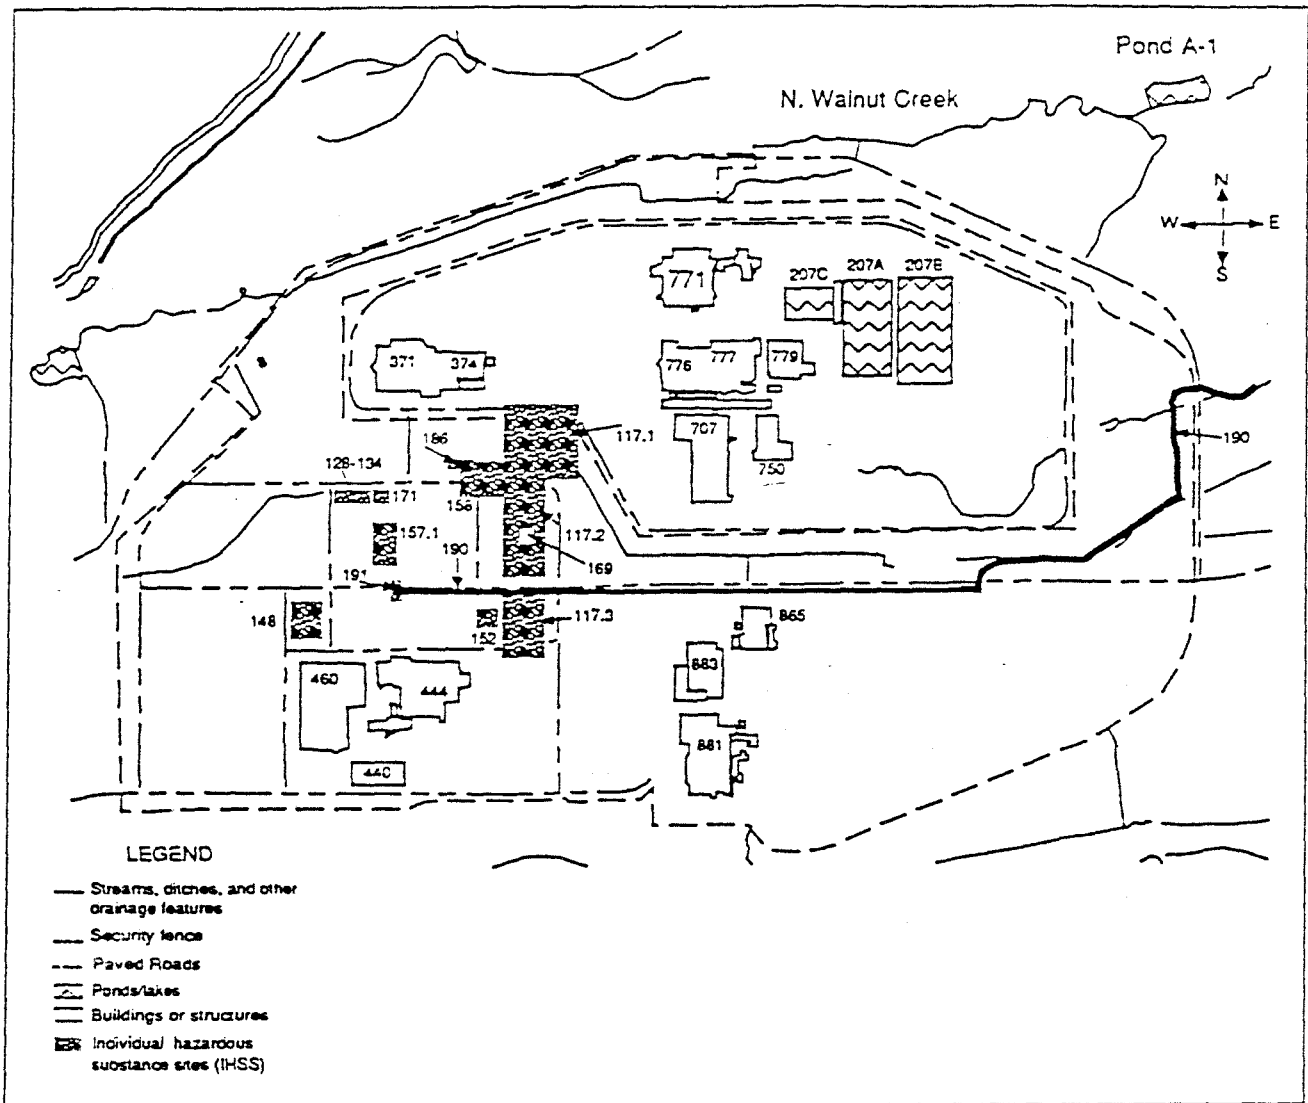 Pond A-1
N. Walnut Creek
N
W E
S
771
207C 207A 207B
371 374
776 777 779
186
117.1
707
750
190
128-134
171
158
157.1
190
117.2
169
191
148
152
117.3
865
460
444
883
881
440
LEGEND
Streams, ditches, and other
drainage features
Security fence
Paved Roads
Ponds/lakes
Buildings or structures
Individual hazardous
substance sites (IHSS)